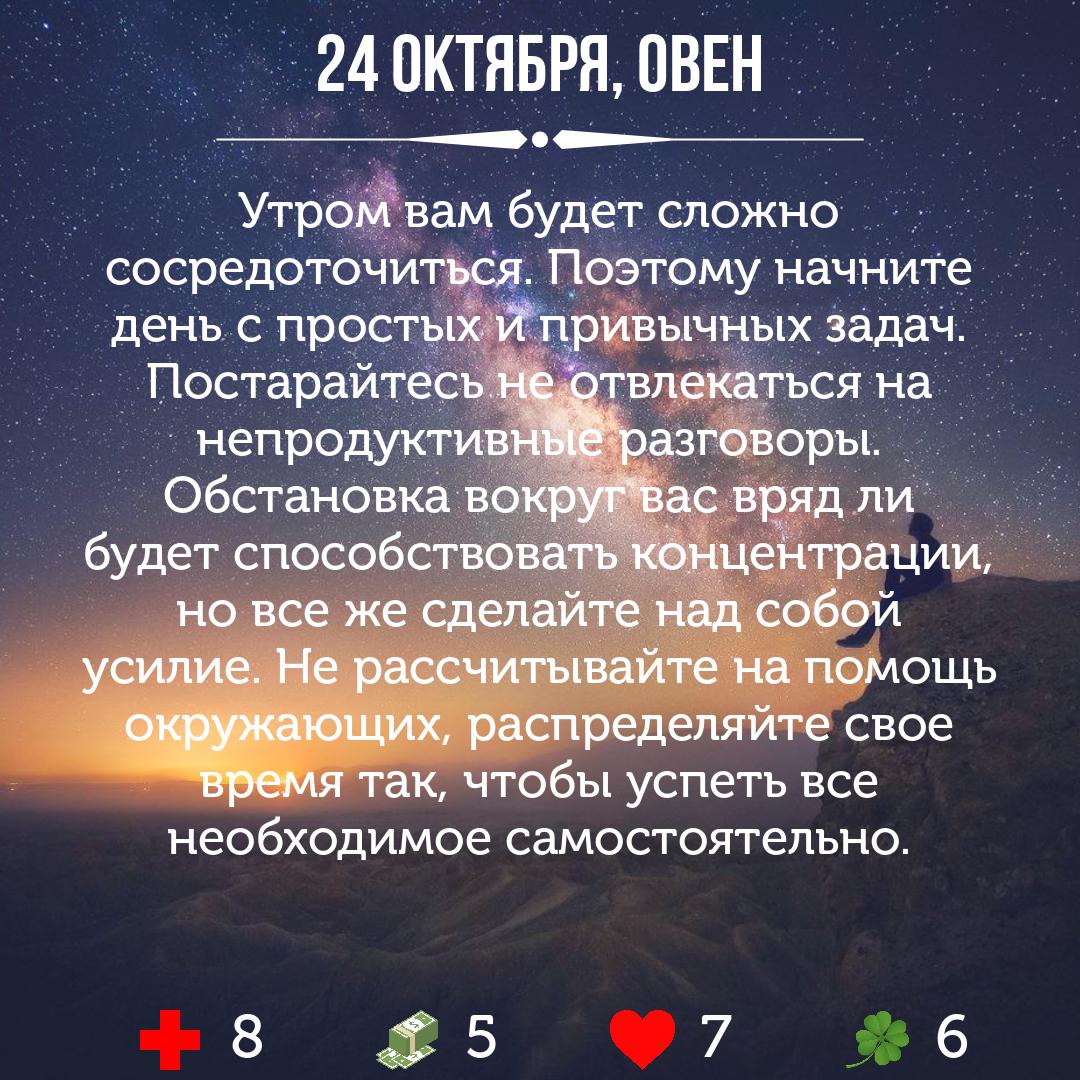 24 ОКТЯБРЯ, ОВЕН
Утром вам будет сложно
сосредоточиться. Поэтому начните
день с простых и привычных задач.
Постарайтесь не отвлекаться на
непродуктивные разговоры.
Обстановка вокруг вас вряд ли
будет способствовать концентрации,
но все же сделайте над собой
усилие. Не рассчитывайте на помощь
окружающих, распределяйте свое
время так, чтобы успеть все
необходимое самостоятельно.
8 5 7 6